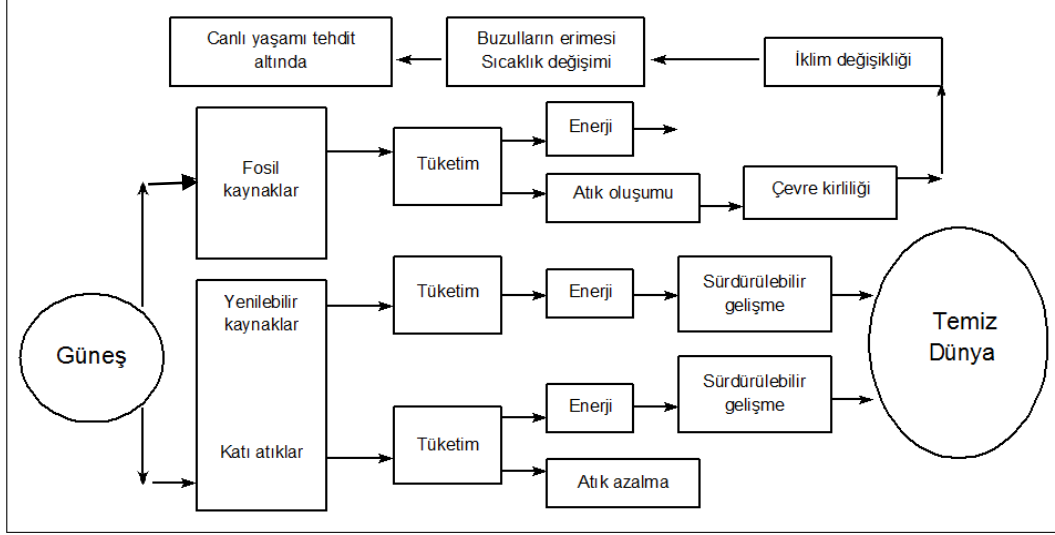 Canlı yaşamı tehdit
altında
Buzulların erimesi
Sıcaklık değişimi
İklim değişikliği
Fosil
kaynaklar
Tüketim
Enerji
Atık oluşumu
Çevre kirliliği
Güneş
Yenilebilir
kaynaklar
Katı atıklar
Tüketim
Enerji
Sürdürülebilir
gelişme
Tüketim
Enerji
Sürdürülebilir
gelişme
Atık azalma
Temiz
Dünya